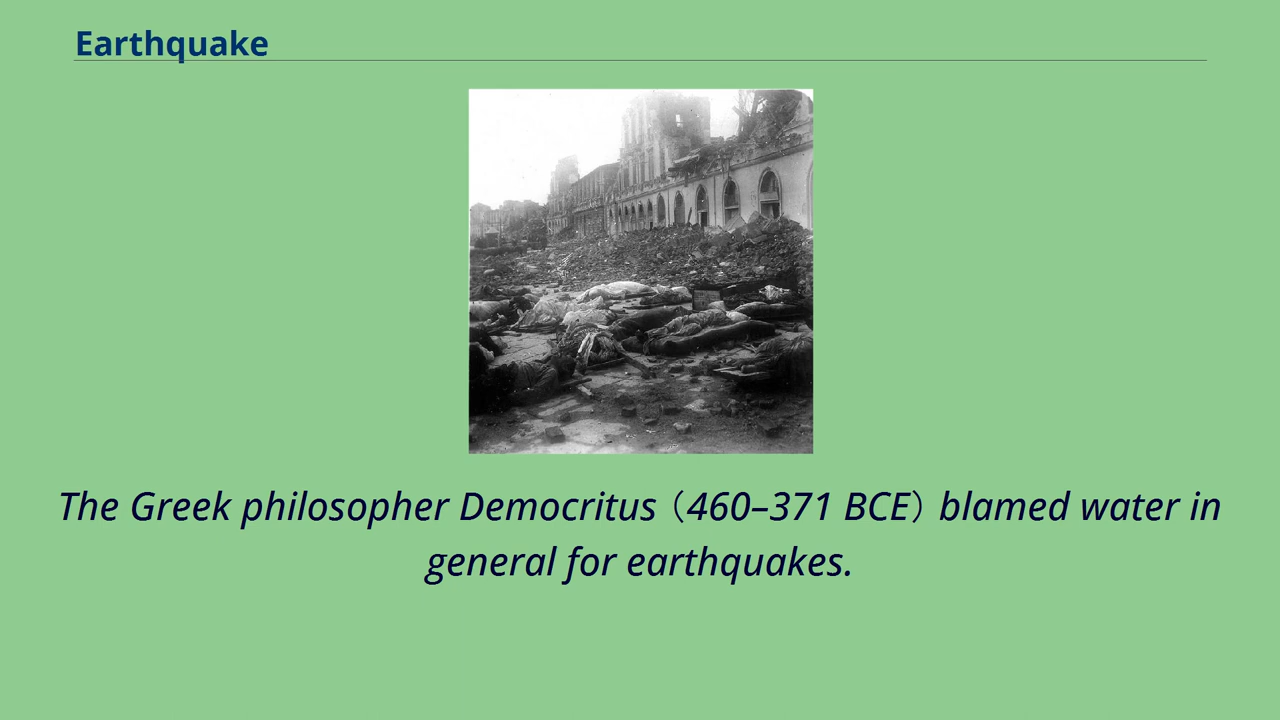 Earthquake
The Greek philosopher Democritus（460–371 BCE）blamed water in
general for earthquakes.